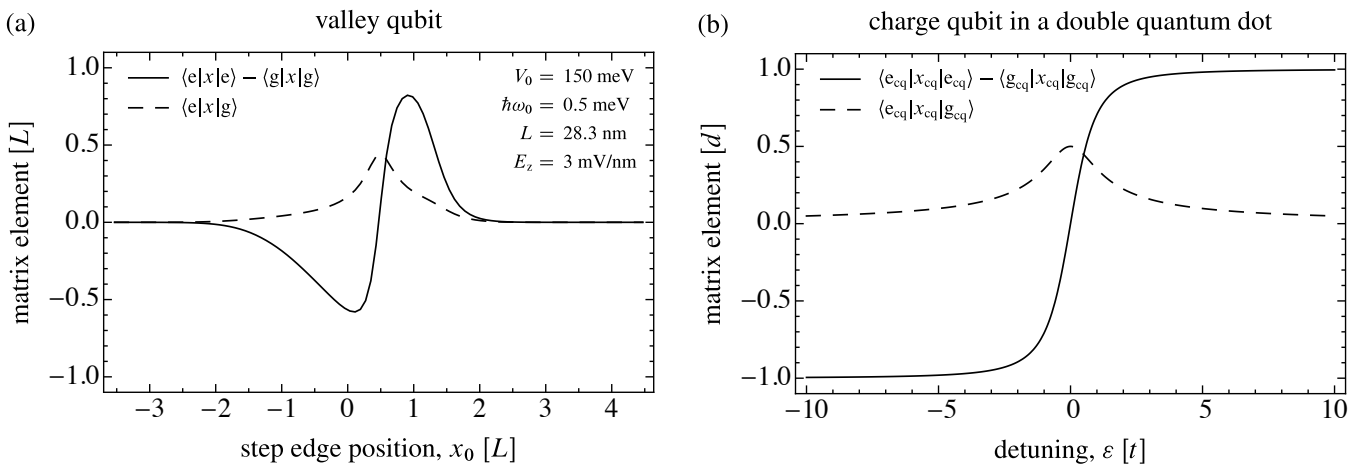 (a)
valley qubit
⟨e|x|e⟩ − ⟨g|x|g⟩
⟨e|x|g⟩
V₀ = 150 meV
ℏω₀ = 0.5 meV
L = 28.3 nm
E_z = 3 mV/nm
matrix element [L]
1.0
0.5
0.0
−0.5
−1.0
−3 −2 −1 0 1 2 3 4
step edge position, x₀ [L]
(b)
charge qubit in a double quantum dot
⟨e_cq|x_cq|e_cq⟩ − ⟨g_cq|x_cq|g_cq⟩
⟨e_cq|x_cq|g_cq⟩
matrix element [d]
1.0
0.5
0.0
−0.5
−1.0
−10 −5 0 5 10
detuning, ε [t]